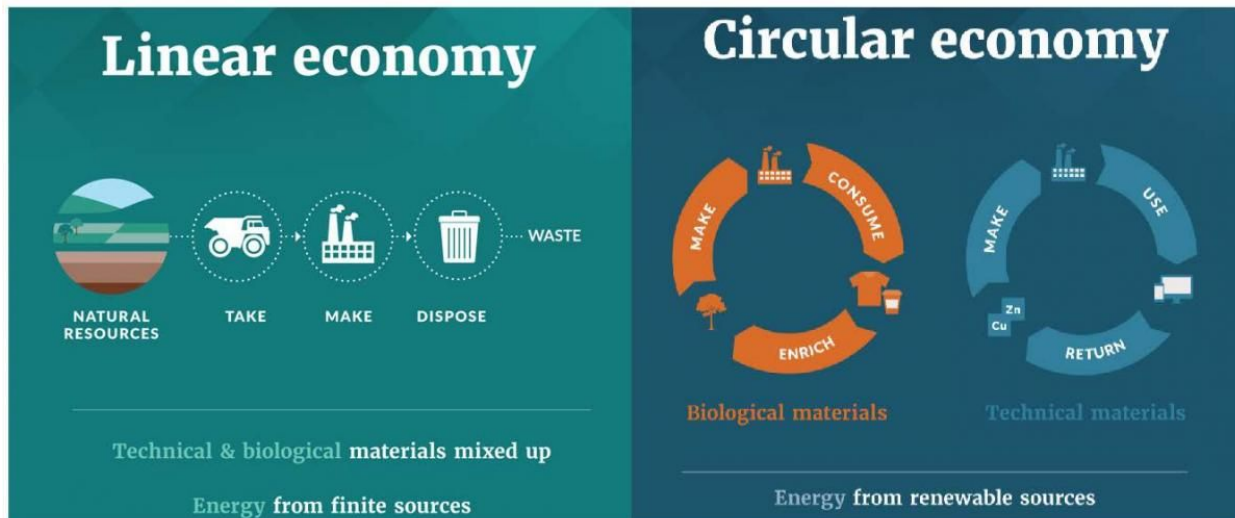 Linear economy
NATURAL
RESOURCES
TAKE
MAKE
DISPOSE
WASTE
Technical & biological materials mixed up
Energy from finite sources
Circular economy
MAKE
CONSUME
ENRICH
Biological materials
MAKE
USE
RETURN
Zn
Cu
Technical materials
Energy from renewable sources